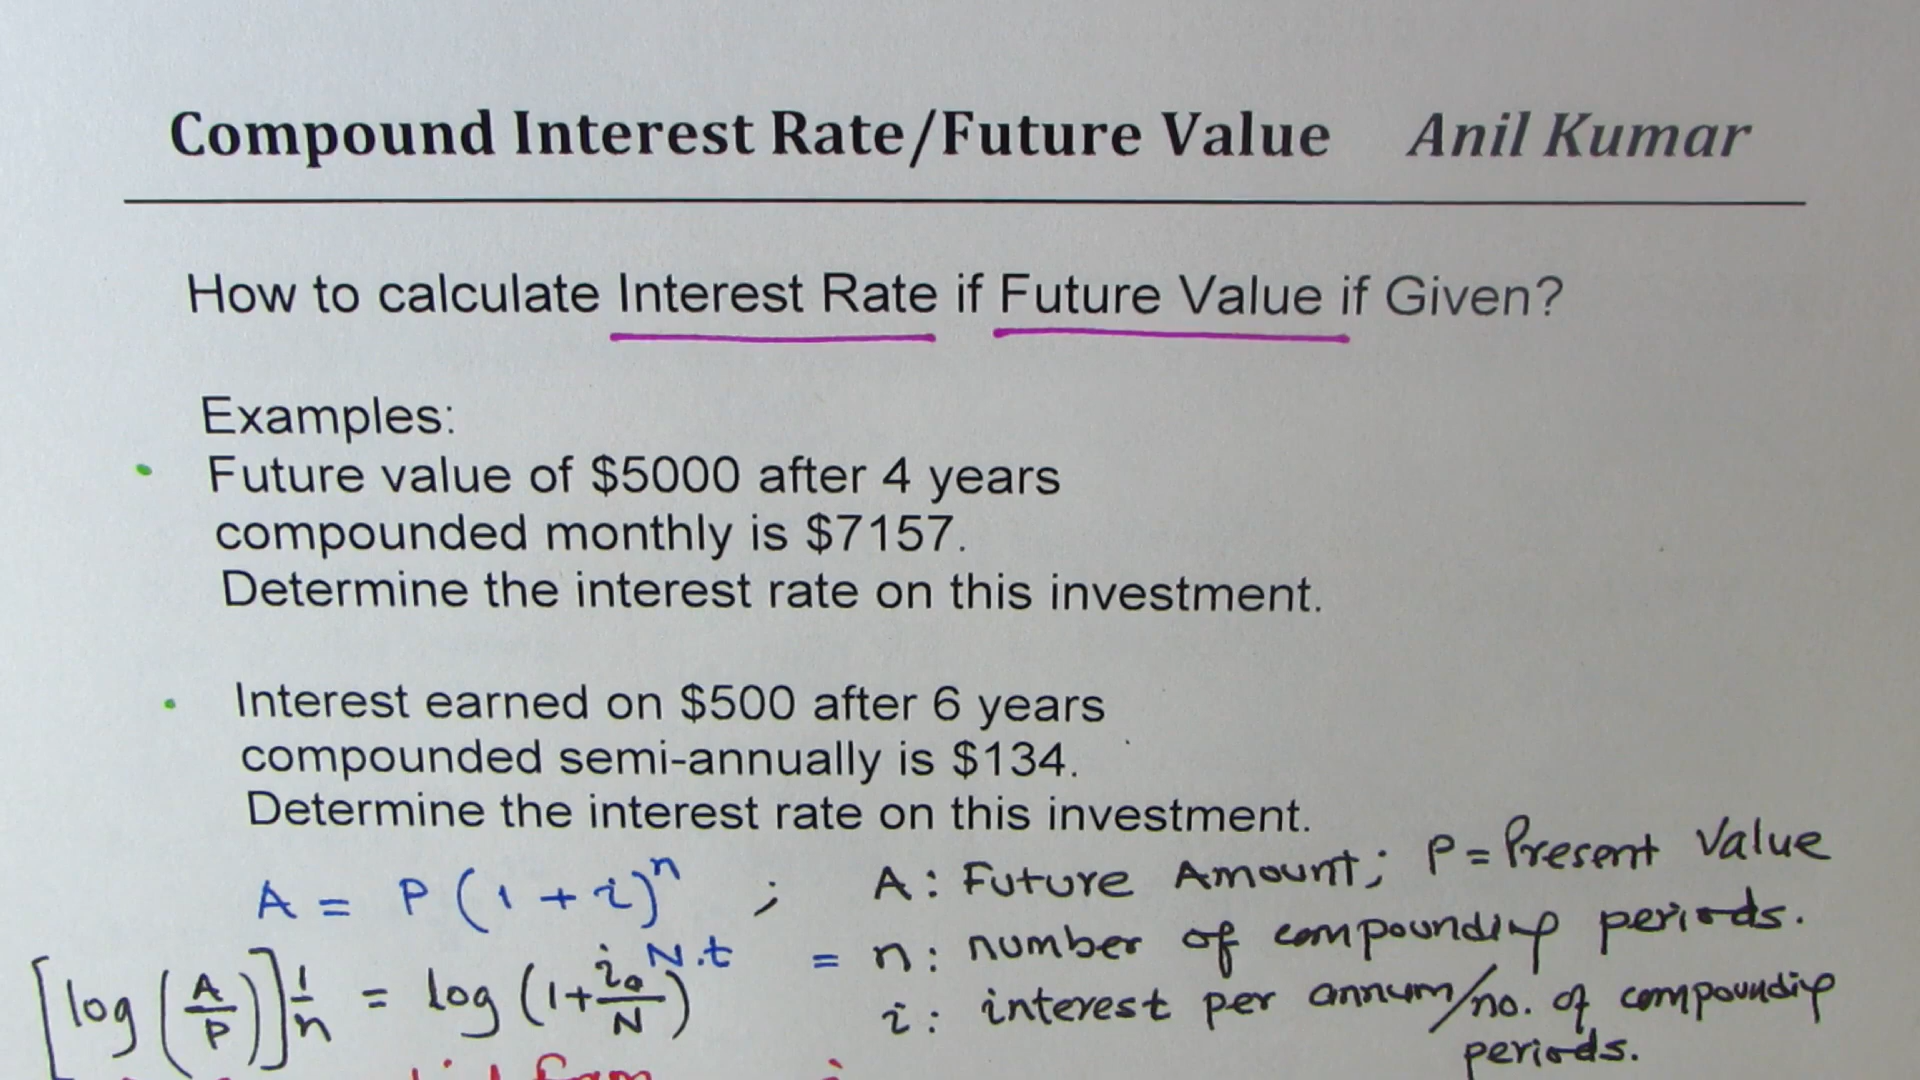 Compound Interest Rate/Future Value Anil Kumar
How to calculate Interest Rate if Future Value if Given?
Examples:
Future value of $5000 after 4 years
compounded monthly is $7157.
Determine the interest rate on this investment.
Interest earned on $500 after 6 years
compounded semi-annually is $134.
Determine the interest rate on this investment.
A = P(1+i)^n ; A: Future Amount; P=Present Value
N.t = n: number of compounding periods.
[log(A/P)]1/n = log(1+i₀/N) i: interest per annum/no. of compounding
periods.